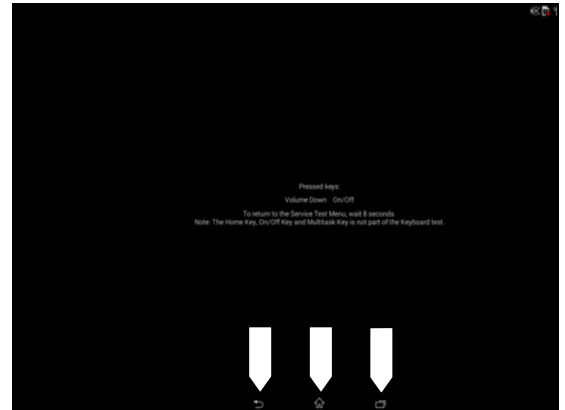 Pressed keys:
Volume Down On/Off
To return to the Service Test Menu, wait 8 seconds.
Note: The Home Key, On/Off Key and Multitask Key is not part of the Keyboard test.